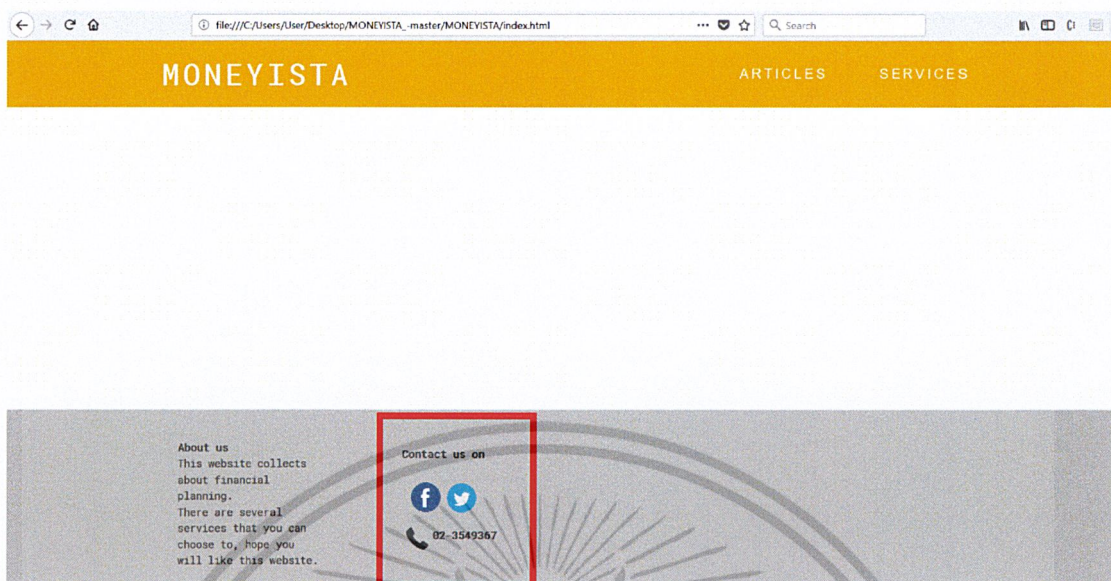 file:///C:/Users/User/Desktop/MONEYISTA_-master/MONEYISTA/index.html
Search
MONEYISTA
ARTICLES
SERVICES
About us
This website collects
about financial
planning.
There are several
services that you can
choose to, hope you
will like this website.
Contact us on
02-3549367